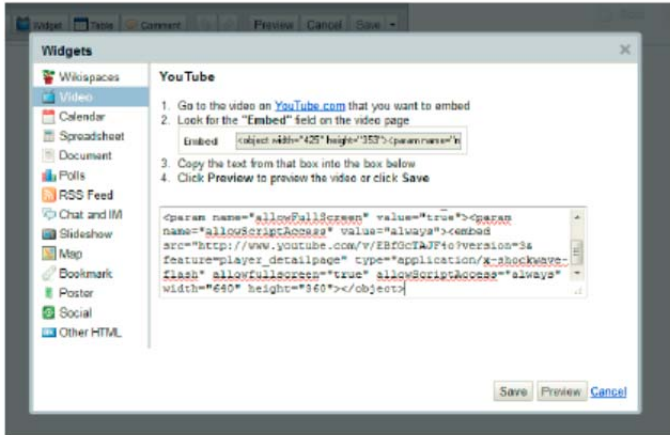 Widget Table Comment Preview Cancel Save
Widgets
Wikispaces
Video
Calendar
Spreadsheet
Document
Polls
RSS Feed
Chat and IM
Slideshow
Map
Bookmark
Poster
Social
Other HTML
YouTube
1. Go to the video on YouTube.com that you want to embed
2. Look for the "Embed" field on the video page
Embed <object width="425" height="353"><param name="m
3. Copy the text from that box into the box below
4. Click Preview to preview the video or click Save
<param name="allowFullScreen" value="true"><param
name="allowScriptAccess" value="always"><embed
src="http://www.youtube.com/v/EBfGcTAJF4o?version=3&
feature=player_detailpage" type="application/x-shockwave-
flash" allowfullscreen="true" allowScriptAccess="always"
width="640" height="360"></object>
Save Preview Cancel